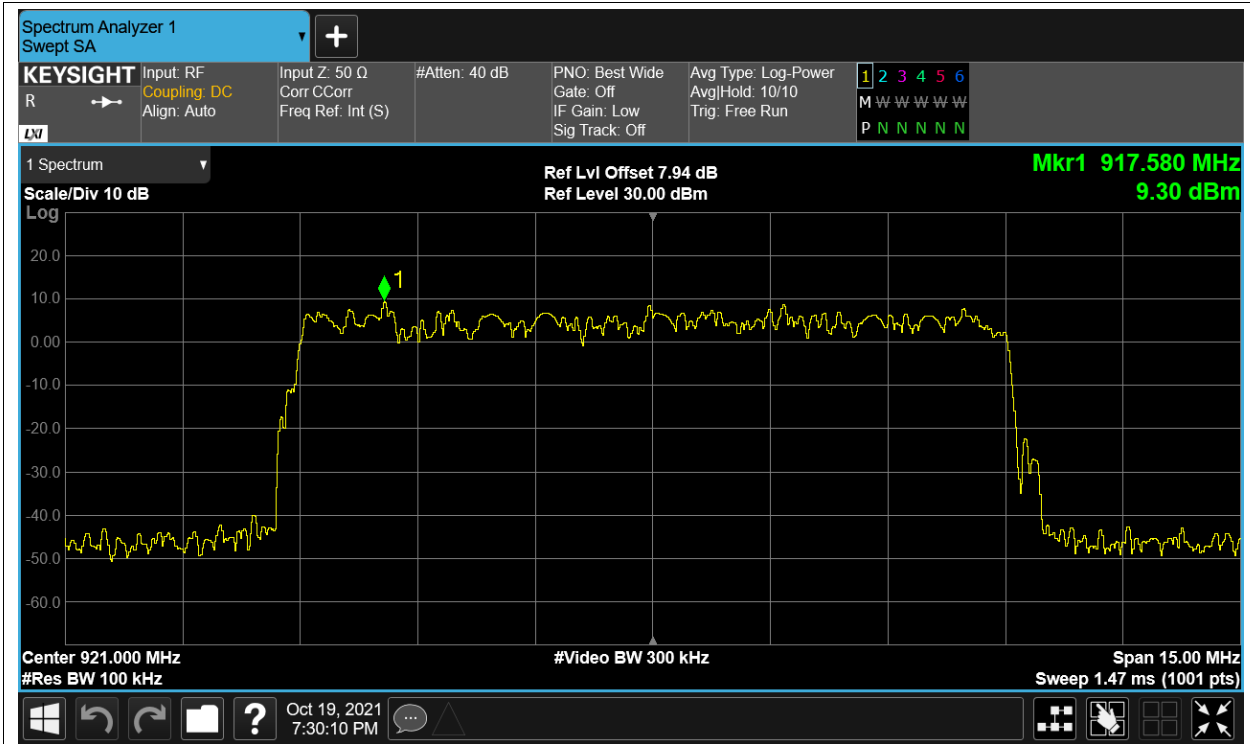 Spectrum Analyzer 1
Swept SA
+
KEYSIGHT
R
LXI
Input: RF
Coupling: DC
Align: Auto
Input Z: 50 Ω
Corr CCorr
Freq Ref: Int (S)
#Atten: 40 dB
PNO: Best Wide
Gate: Off
IF Gain: Low
Sig Track: Off
Avg Type: Log-Power
Avg|Hold: 10/10
Trig: Free Run
1 2 3 4 5 6
M W W W W W
P N N N N N
1 Spectrum
Scale/Div 10 dB
Log
Ref Lvl Offset 7.94 dB
Ref Level 30.00 dBm
Mkr1 917.580 MHz
9.30 dBm
1
20.0
10.0
0.00
-10.0
-20.0
-30.0
-40.0
-50.0
-60.0
Center 921.000 MHz
#Res BW 100 kHz
#Video BW 300 kHz
Span 15.00 MHz
Sweep 1.47 ms (1001 pts)
?
Oct 19, 2021
7:30:10 PM